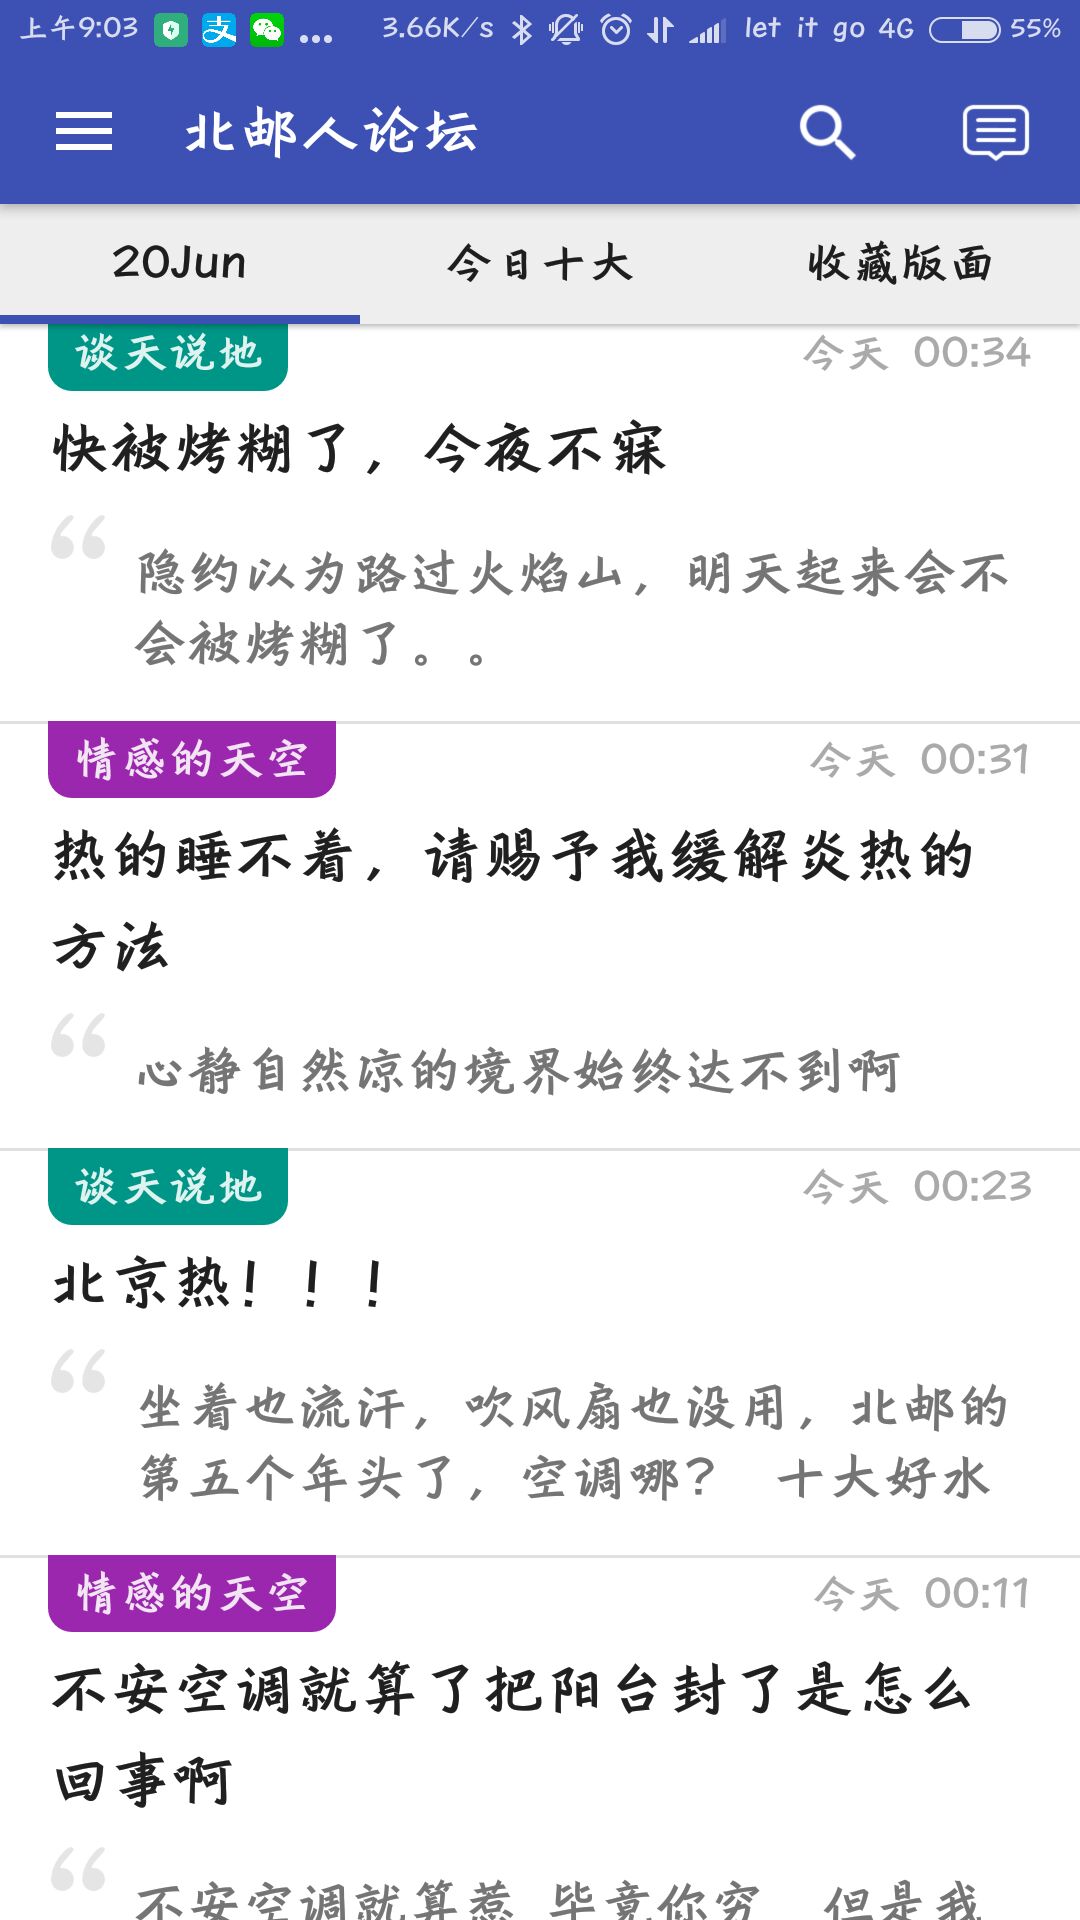 上午9:03 支 ... 3.66K/s let it go 4G 55%
北邮人论坛
20Jun 今日十大 收藏版面
谈天说地 今天 00:34
快被烤糊了，今夜不寐
隐约以为路过火焰山，明天起来会不
会被烤糊了。。
情感的天空 今天 00:31
热的睡不着，请赐予我缓解炎热的
方法
心静自然凉的境界始终达不到啊
谈天说地 今天 00:23
北京热！！！
坐着也流汗，吹风扇也没用，北邮的
第五个年头了，空调哪？ 十大好水
情感的天空 今天 00:11
不安空调就算了把阳台封了是怎么
回事啊
不安空调就算惹 毕竟你穷 但是我